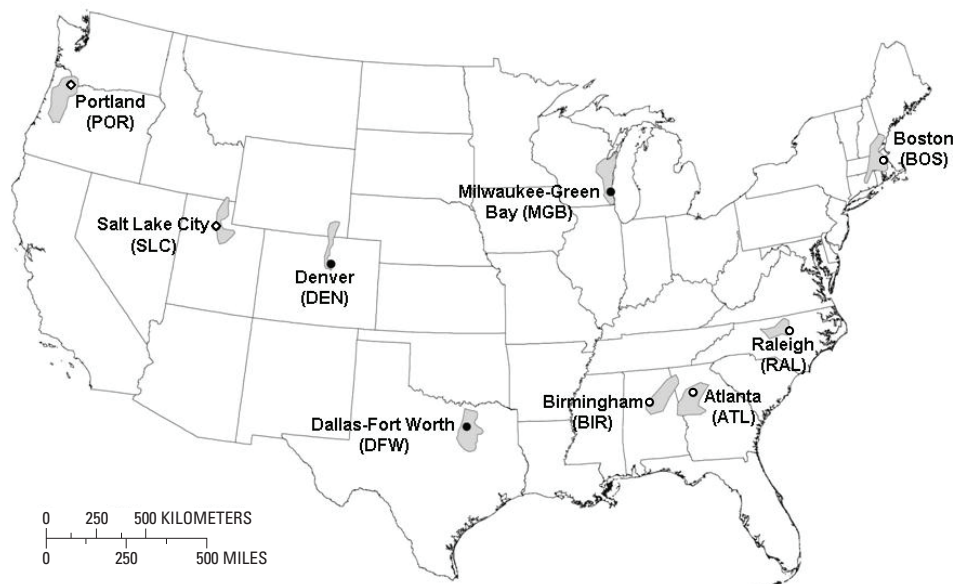 Portland
(POR)
Boston
(BOS)
Milwaukee-Green
Bay (MGB)
Salt Lake City
(SLC)
Denver
(DEN)
Raleigh
(RAL)
Birmingham
(BIR)
Atlanta
(ATL)
Dallas-Fort Worth
(DFW)
0 250 500 KILOMETERS
0 250 500 MILES